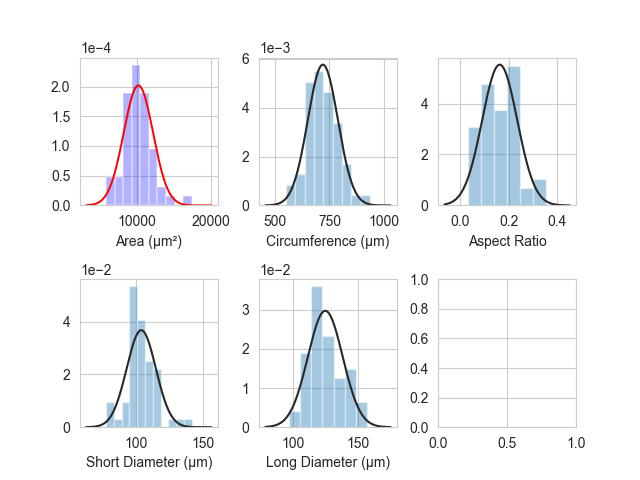 1e−4
2.0
1.5
1.0
0.5
0.0
10000 20000
Area (μm²)
1e−3
6
4
2
0
500 750 1000
Circumference (μm)
4
2
0
0.0 0.2 0.4
Aspect Ratio
1e−2
4
2
0
100 150
Short Diameter (μm)
1e−2
3
2
1
0
100 150
Long Diameter (μm)
1.0
0.8
0.6
0.4
0.2
0.0
0.0 0.5 1.0